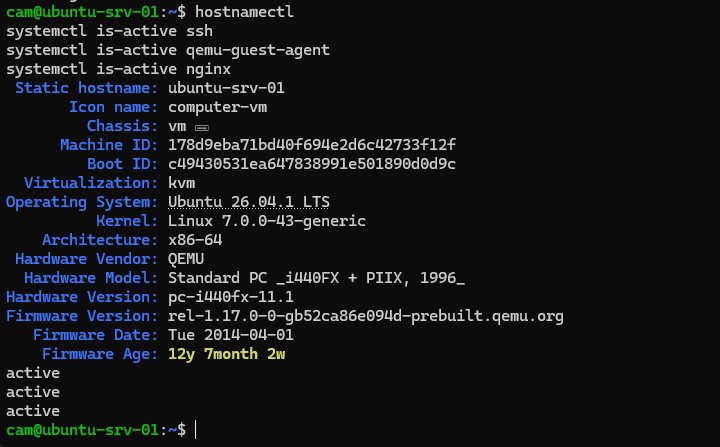 cam@ubuntu-srv-01:~$ hostnamectl
systemctl is-active ssh
systemctl is-active qemu-guest-agent
systemctl is-active nginx
Static hostname: ubuntu-srv-01
Icon name: computer-vm
Chassis: vm
Machine ID: 178d9eba71bd40f694e2d6c42733f12f
Boot ID: c49430531ea647838991e501890d0d9c
Virtualization: kvm
Operating System: Ubuntu 26.04.1 LTS
Kernel: Linux 7.0.0-43-generic
Architecture: x86-64
Hardware Vendor: QEMU
Hardware Model: Standard PC _i440FX + PIIX, 1996_
Hardware Version: pc-i440fx-11.1
Firmware Version: rel-1.17.0-0-gb52ca86e094d-prebuilt.qemu.org
Firmware Date: Tue 2014-04-01
Firmware Age: 12y 7month 2w
active
active
active
cam@ubuntu-srv-01:~$